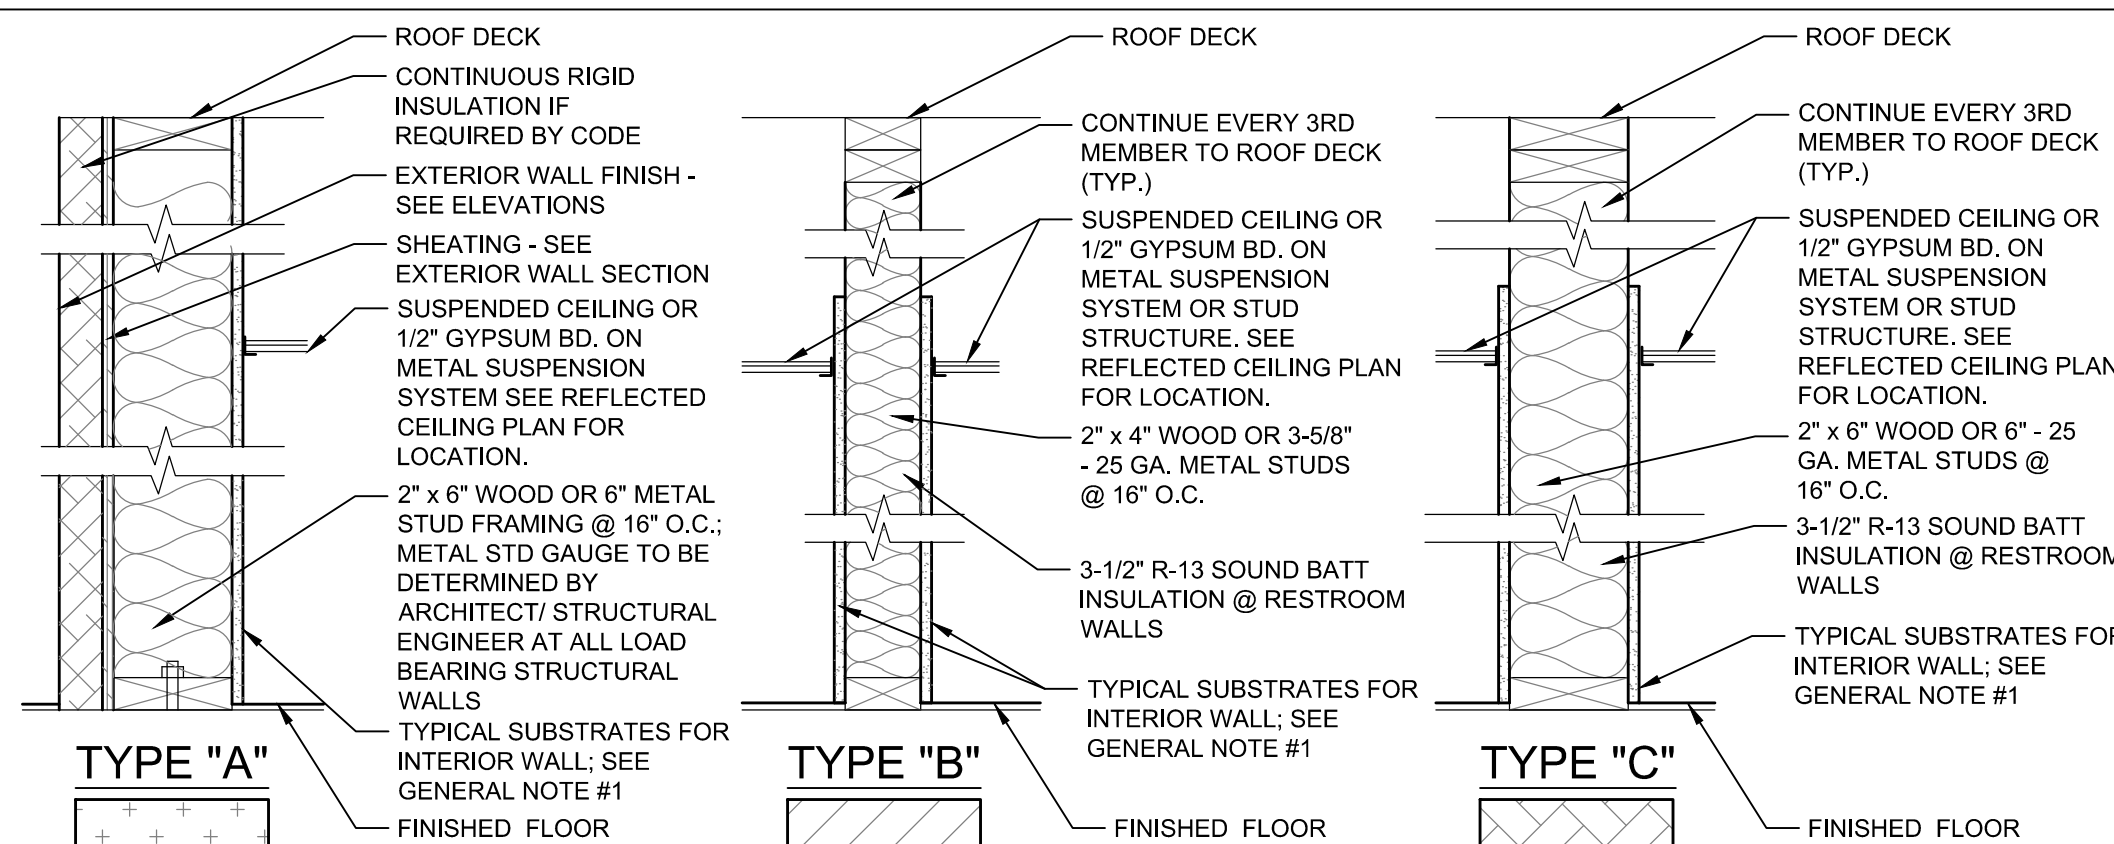 ROOF DECK
CONTINUOUS RIGID
INSULATION IF
REQUIRED BY CODE
EXTERIOR WALL FINISH -
SEE ELEVATIONS
SHEATING - SEE
EXTERIOR WALL SECTION
SUSPENDED CEILING OR
1/2" GYPSUM BD. ON
METAL SUSPENSION
SYSTEM SEE REFLECTED
CEILING PLAN FOR
LOCATION.
2" x 6" WOOD OR 6" METAL
STUD FRAMING @ 16" O.C.;
METAL STD GAUGE TO BE
DETERMINED BY
ARCHITECT/ STRUCTURAL
ENGINEER AT ALL LOAD
BEARING STRUCTURAL
WALLS
TYPICAL SUBSTRATES FOR
INTERIOR WALL; SEE
GENERAL NOTE #1
FINISHED FLOOR
TYPE "A"
ROOF DECK
CONTINUE EVERY 3RD
MEMBER TO ROOF DECK
(TYP.)
SUSPENDED CEILING OR
1/2" GYPSUM BD. ON
METAL SUSPENSION
SYSTEM OR STUD
STRUCTURE. SEE
REFLECTED CEILING PLAN
FOR LOCATION.
2" x 4" WOOD OR 3-5/8"
- 25 GA. METAL STUDS
@ 16" O.C.
3-1/2" R-13 SOUND BATT
INSULATION @ RESTROOM
WALLS
TYPICAL SUBSTRATES FOR
INTERIOR WALL; SEE
GENERAL NOTE #1
FINISHED FLOOR
TYPE "B"
ROOF DECK
CONTINUE EVERY 3RD
MEMBER TO ROOF DECK
(TYP.)
SUSPENDED CEILING OR
1/2" GYPSUM BD. ON
METAL SUSPENSION
SYSTEM OR STUD
STRUCTURE. SEE
REFLECTED CEILING PLAN
FOR LOCATION.
2" x 6" WOOD OR 6" - 25
GA. METAL STUDS @
16" O.C.
3-1/2" R-13 SOUND BATT
INSULATION @ RESTROOM
WALLS
TYPICAL SUBSTRATES FOR
INTERIOR WALL; SEE
GENERAL NOTE #1
FINISHED FLOOR
TYPE "C"